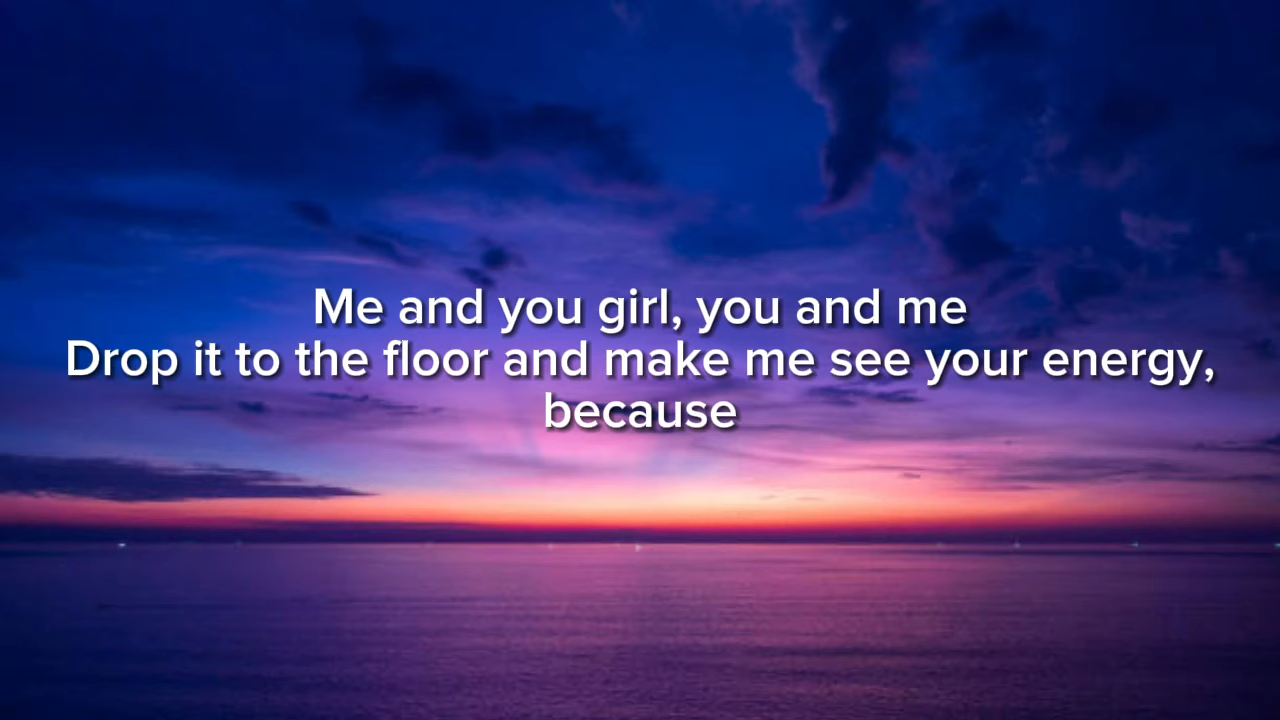 Me and you girl, you and me
Drop it to the floor and make me see your energy,
because